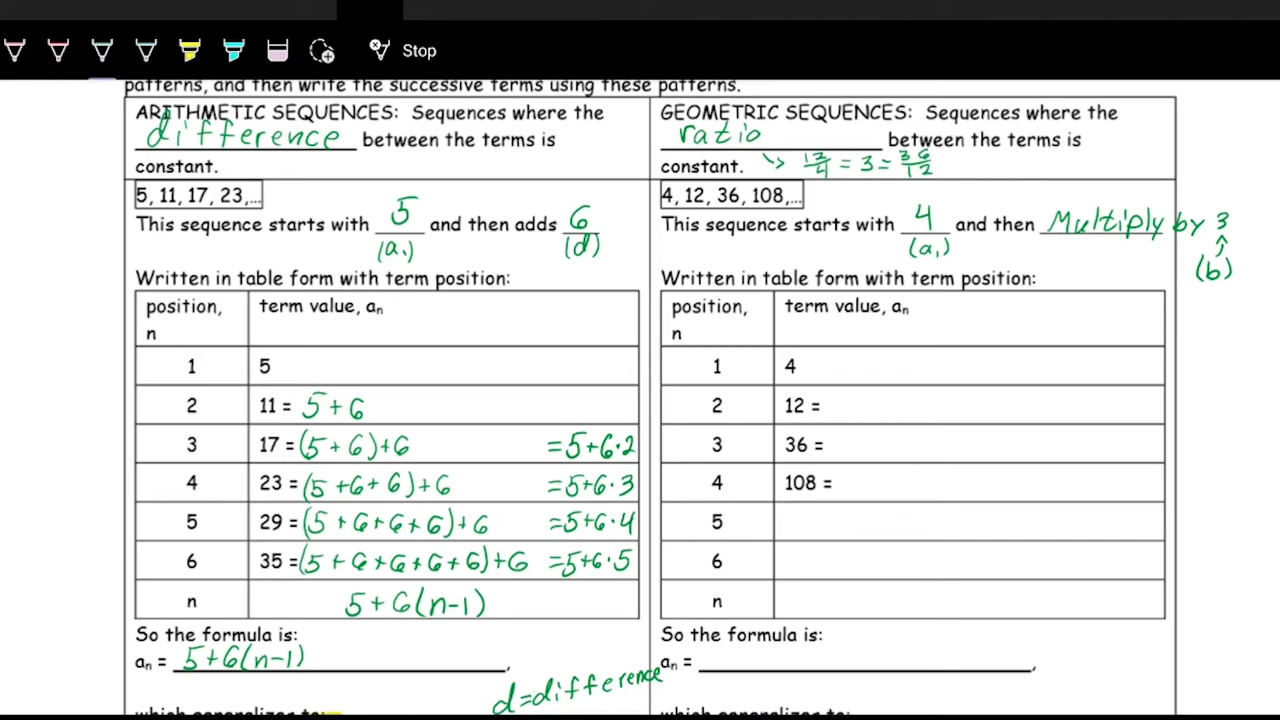 Stop
patterns, and then write the successive terms using these patterns.
ARITHMETIC SEQUENCES: Sequences where the
difference between the terms is
constant.
5, 11, 17, 23,...
This sequence starts with 5 and then adds 6
(a₁) (d)
Written in table form with term position:
position, n term value, aₙ
1 5
2 11 = 5+6
3 17 = (5+6)+6 =5+6·2
4 23 = (5+6+6)+6 =5+6·3
5 29 = (5+6+6+6)+6 =5+6·4
6 35 = (5+6+6+6+6)+6 =5+6·5
n 5+6(n-1)
So the formula is:
aₙ = 5+6(n-1),
d=difference
which generalizes to:
GEOMETRIC SEQUENCES: Sequences where the
ratio between the terms is
constant. ↘ 12/4 = 3 = 36/12
4, 12, 36, 108,...
This sequence starts with 4 and then Multiply by 3
(a₁) (b)
Written in table form with term position:
position, n term value, aₙ
1 4
2 12 =
3 36 =
4 108 =
5
6
n
So the formula is:
aₙ = ,
which generalizes to: